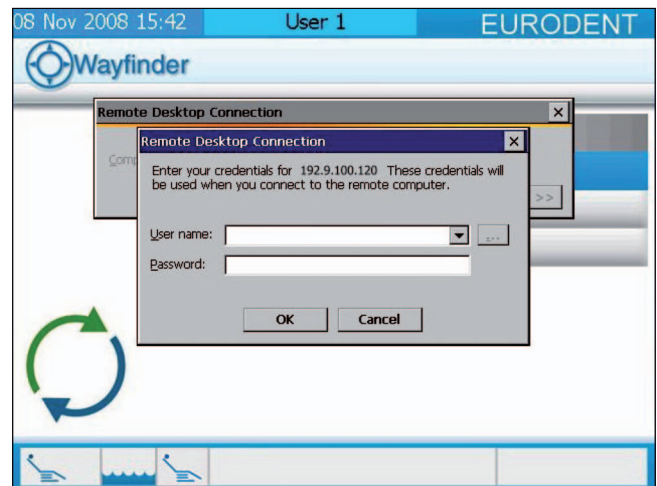 08 Nov 2008 15:42 User 1 EURODENT
Wayfinder
Remote Desktop Connection
Remote Desktop Connection
Comp
Enter your credentials for 192.9.100.120 These credentials will
be used when you connect to the remote computer.
>>
User name:
...
Password:
OK Cancel